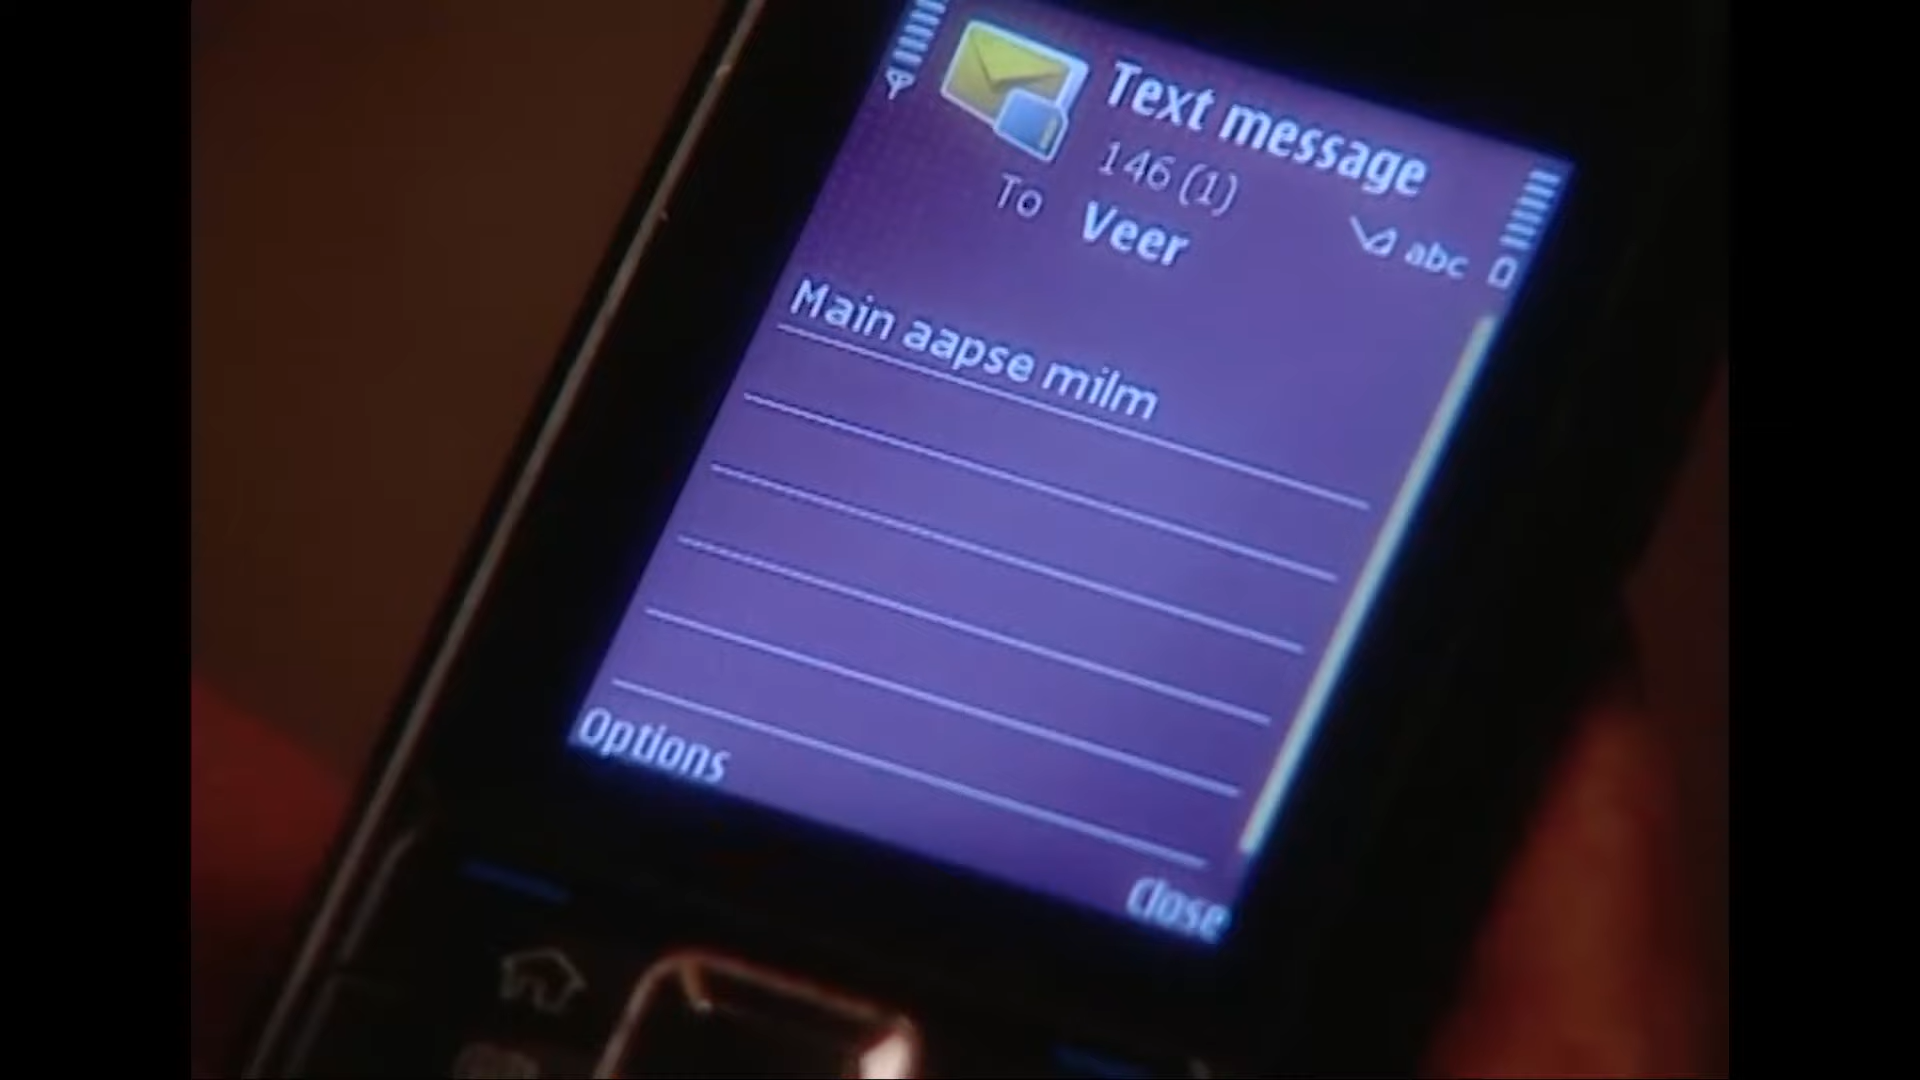 Text message
146 (1)
abc
To Veer
Main aapse milm
Options
Close